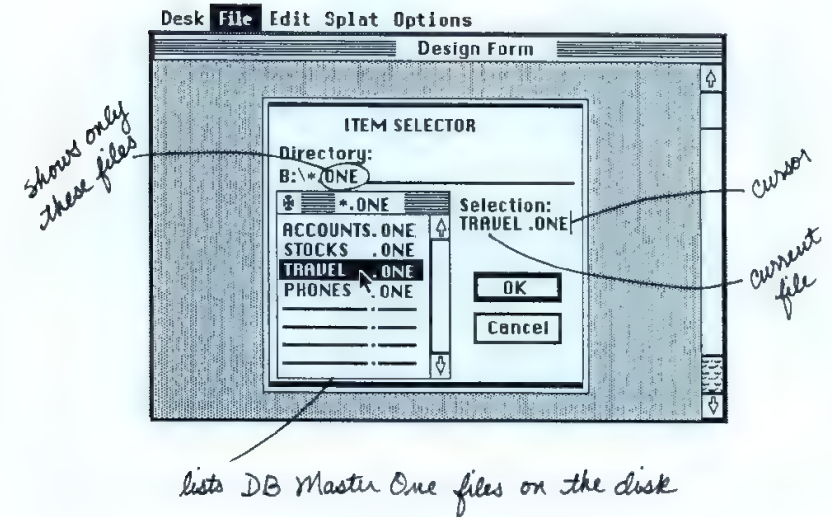 Desk File Edit Splat Options
Design Form
ITEM SELECTOR
Directory:
B:\*.ONE
*.ONE
ACCOUNTS.ONE
STOCKS .ONE
TRAVEL .ONE
PHONES .ONE
Selection:
TRAVEL .ONE
OK
Cancel
shows only
these files
cursor
current
file
lists DB Master One files on the disk